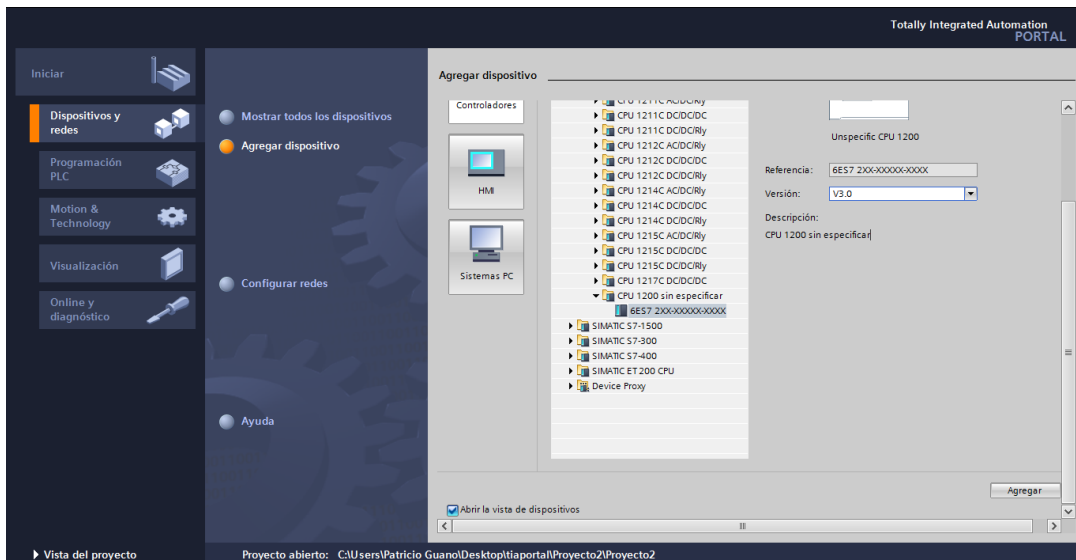 Totally Integrated Automation
PORTAL
Iniciar
Dispositivos y
redes
Programación
PLC
Motion &
Technology
Visualización
Online y
diagnóstico
Mostrar todos los dispositivos
Agregar dispositivo
Configurar redes
Ayuda
Agregar dispositivo
Controladores
HMI
Sistemas PC
CPU 1211C AC/DC/Rly
CPU 1211C DC/DC/DC
CPU 1211C DC/DC/Rly
CPU 1212C AC/DC/Rly
CPU 1212C DC/DC/DC
CPU 1212C DC/DC/Rly
CPU 1214C AC/DC/Rly
CPU 1214C DC/DC/DC
CPU 1214C DC/DC/Rly
CPU 1215C AC/DC/Rly
CPU 1215C DC/DC/DC
CPU 1215C DC/DC/Rly
CPU 1217C DC/DC/DC
CPU 1200 sin especificar
6ES7 2XX-XXXXX-XXXX
SIMATIC S7-1500
SIMATIC S7-300
SIMATIC S7-400
SIMATIC ET 200 CPU
Device Proxy
Unspecific CPU 1200
Referencia: 6ES7 2XX-XXXXX-XXXX
Versión: V3.0
Descripción:
CPU 1200 sin especificar
Agregar
Abrir la vista de dispositivos
Vista del proyecto
Proyecto abierto: C:\Users\Patricio Guano\Desktop\tiaportal\Proyecto2\Proyecto2